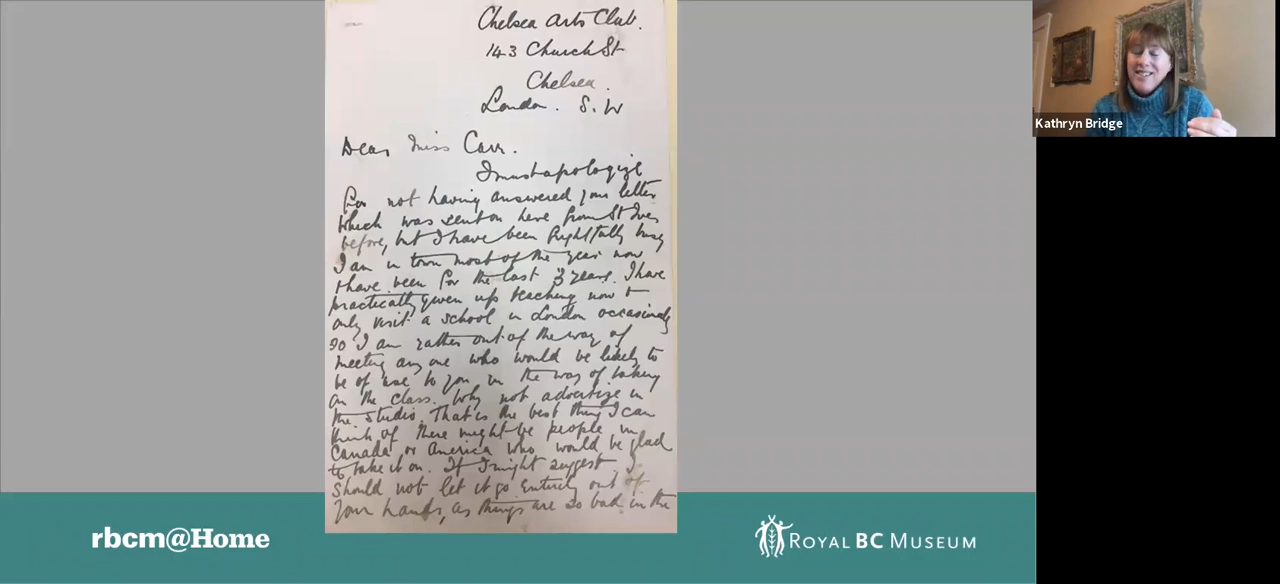 Chelsea Arts Club.
143 Church St
Chelsea.
London. S.W
Dear Miss Carr.
I must apologize
for not having answered your letter
which was sent on here from St Ives
before, but I have been frightfully busy
I am in town most of the year now
& have been for the last 3 years. I have
practically given up teaching now &
only visit a school in London occasionally
so I am rather out of the way of
meeting any one who would be likely to
be of use to you in the way of taking
on the class. Why not advertise in
the Studio. That is the best thing I can
think of there might be people in
Canada or America who would be glad
to take it on. If I might suggest I
should not let it go entirely out of
your hands, as things are so bad in the
Kathryn Bridge
rbcm@Home
ROYAL BC MUSEUM